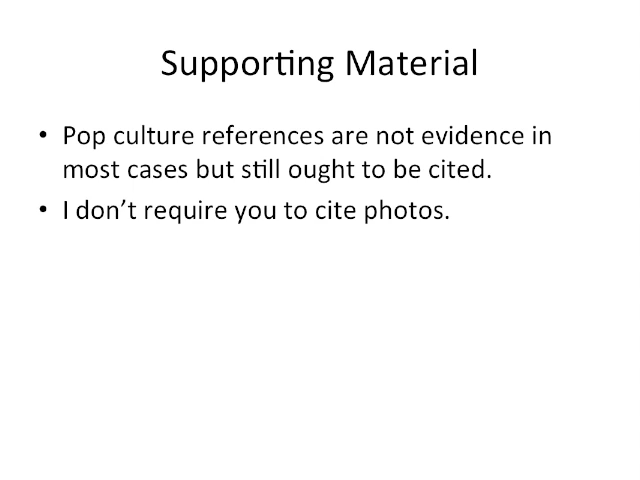 Supporting Material
• Pop culture references are not evidence in
most cases but still ought to be cited.
• I don’t require you to cite photos.